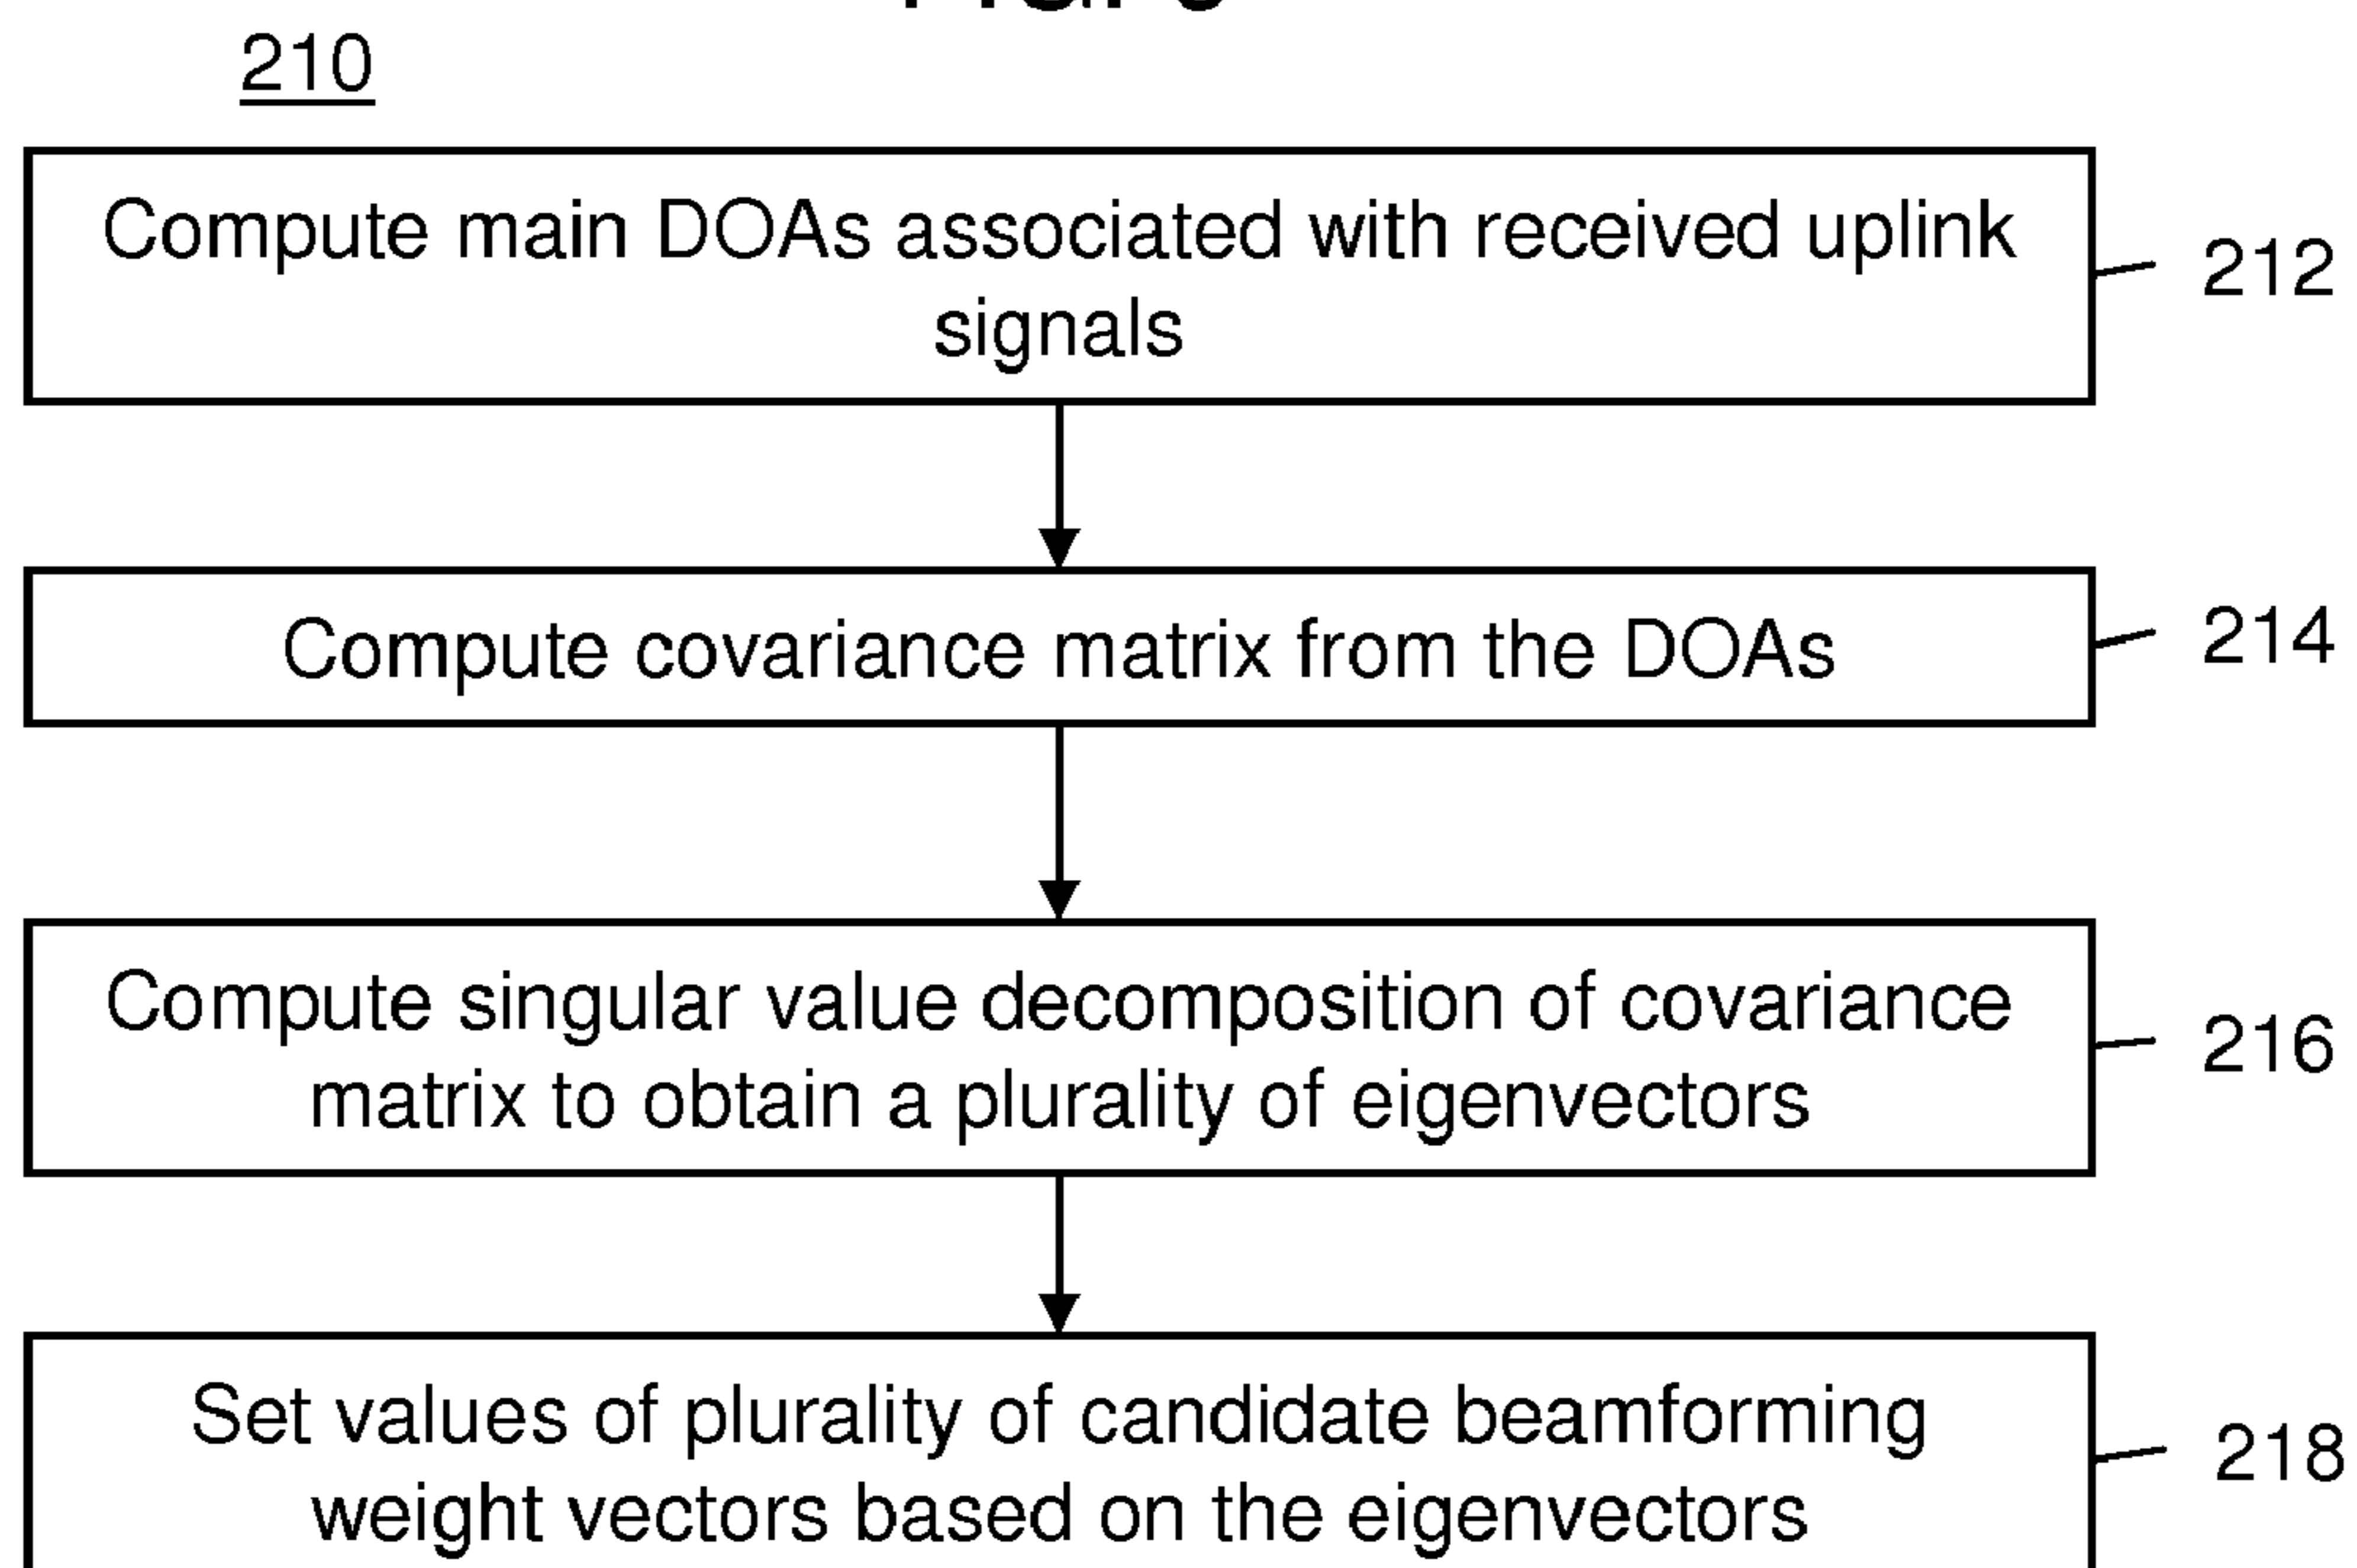 210
Compute main DOAs associated with received uplink
signals
212
Compute covariance matrix from the DOAs
214
Compute singular value decomposition of covariance
matrix to obtain a plurality of eigenvectors
216
Set values of plurality of candidate beamforming
weight vectors based on the eigenvectors
218